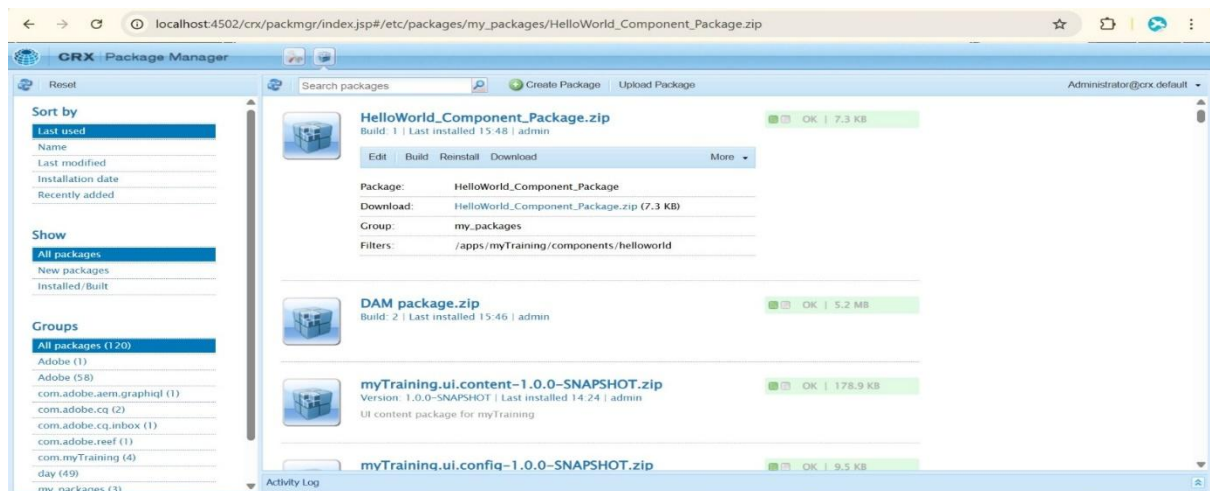 localhost:4502/crx/packmgr/index.jsp#/etc/packages/my_packages/HelloWorld_Component_Package.zip
CRX Package Manager
Reset
Search packages
Create Package
Upload Package
Administrator@crx.default
Sort by
Last used
Name
Last modified
Installation date
Recently added
Show
All packages
New packages
Installed/Built
Groups
All packages (120)
Adobe (1)
Adobe (58)
com.adobe.aem.graphiql (1)
com.adobe.cq (2)
com.adobe.cq.inbox (1)
com.adobe.reef (1)
com.myTraining (4)
day (49)
my_packages (3)
HelloWorld_Component_Package.zip
OK | 7.3 KB
Build: 1 | Last installed 15:48 | admin
Edit Build Reinstall Download More
Package: HelloWorld_Component_Package
Download: HelloWorld_Component_Package.zip (7.3 KB)
Group: my_packages
Filters: /apps/myTraining/components/helloworld
DAM package.zip
OK | 5.2 MB
Build: 2 | Last installed 15:46 | admin
myTraining.ui.content-1.0.0-SNAPSHOT.zip
OK | 178.9 KB
Version: 1.0.0-SNAPSHOT | Last installed 14:24 | admin
UI content package for myTraining
myTraining.ui.config-1.0.0-SNAPSHOT.zip
OK | 9.5 KB
Activity Log